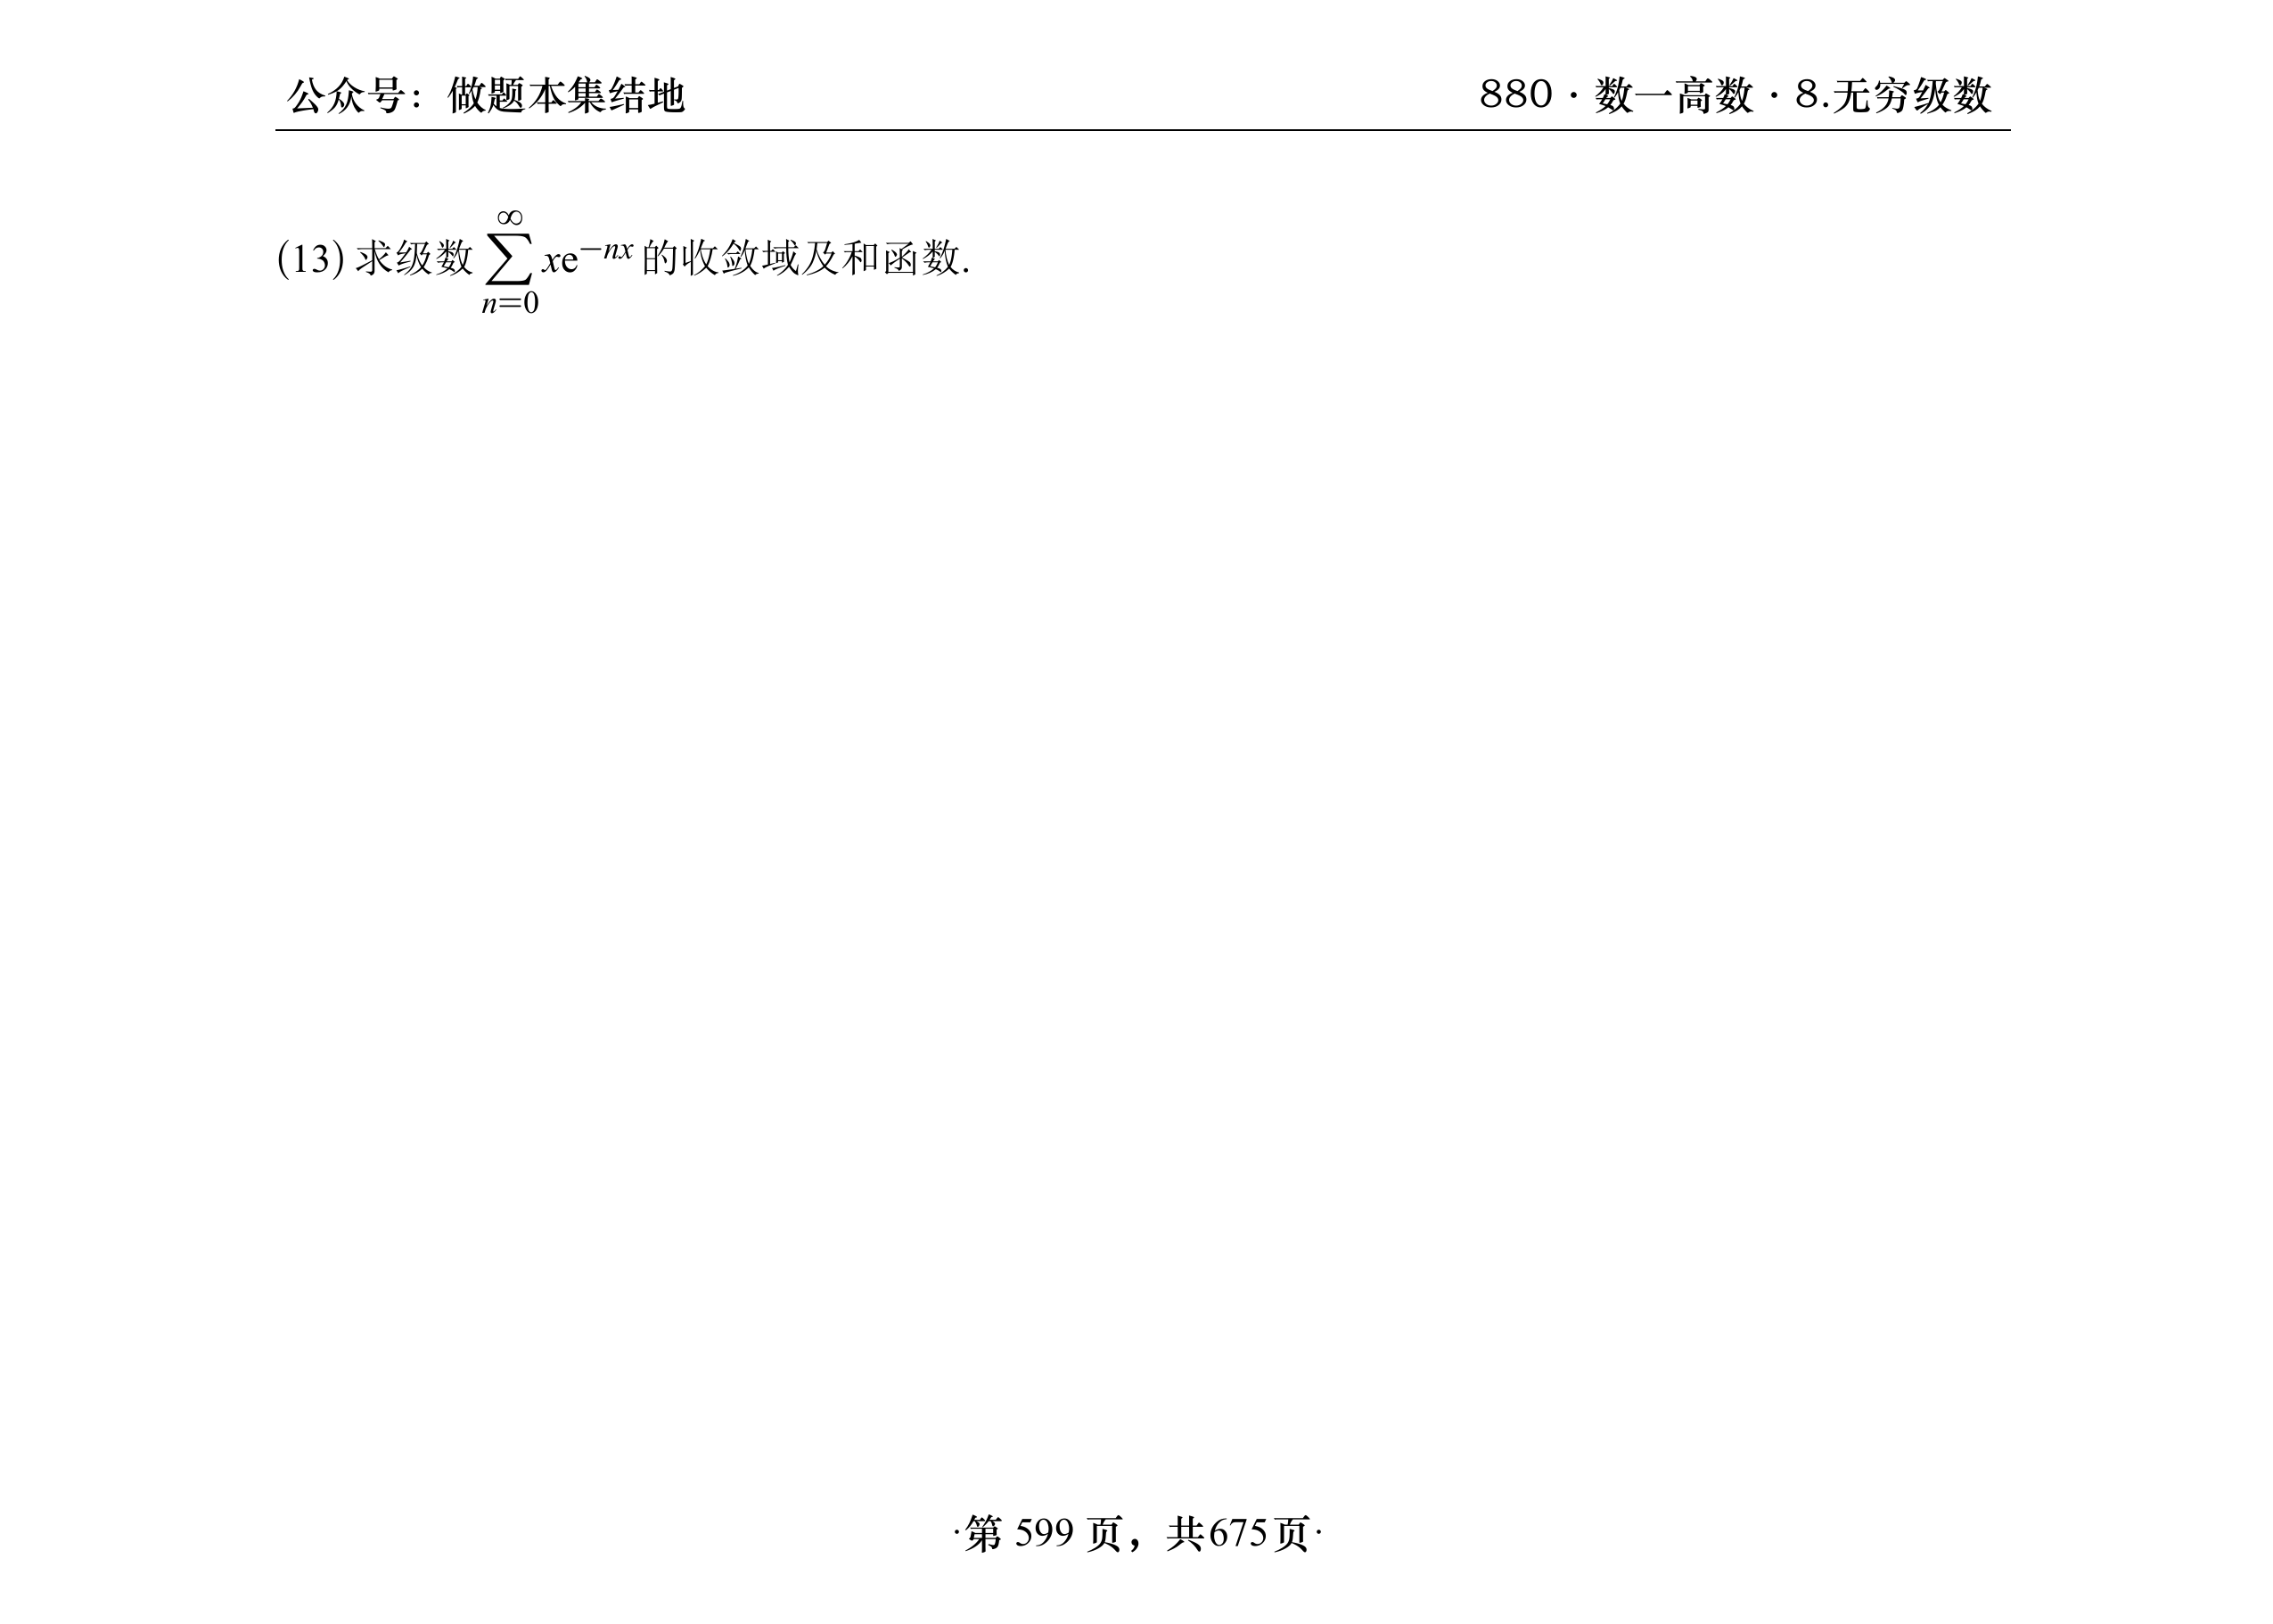 公众号：做题本集结地 880 · 数一高数 · 8.无穷级数
(13) 求级数 $\sum_{n=0}^{\infty} x\mathrm{e}^{-nx}$ 的收敛域及和函数.
·第 599 页，共675页·